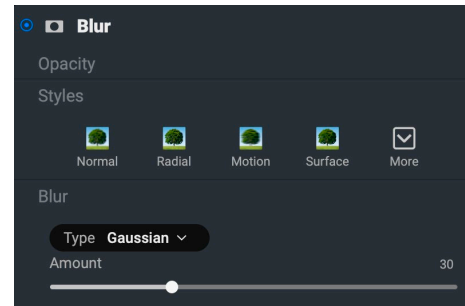 Blur
Opacity
Styles
Normal Radial Motion Surface More
Blur
Type Gaussian
Amount 30